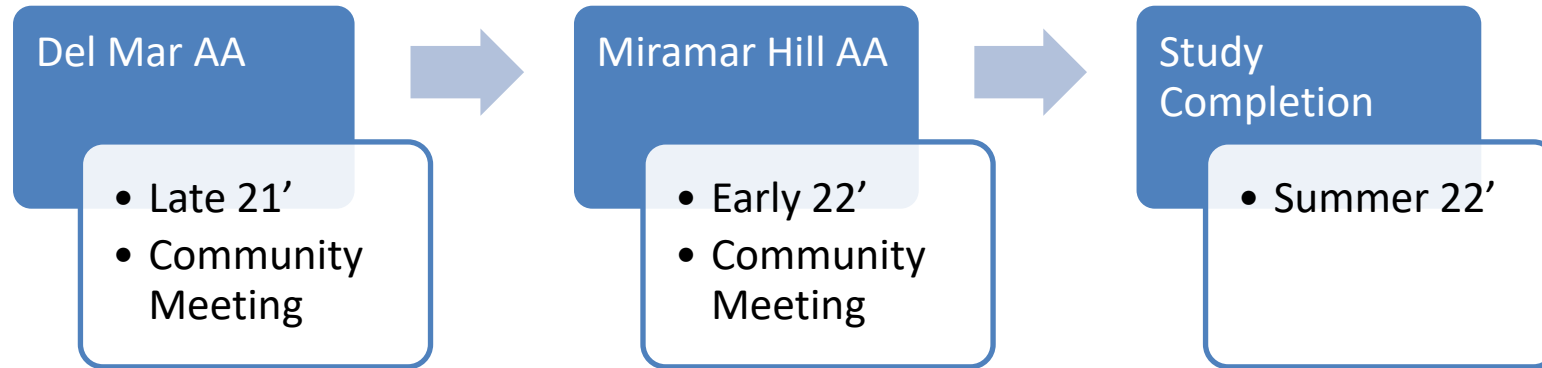 Del Mar AA
• Late 21’
• Community
Meeting
Miramar Hill AA
• Early 22’
• Community
Meeting
Study
Completion
• Summer 22’